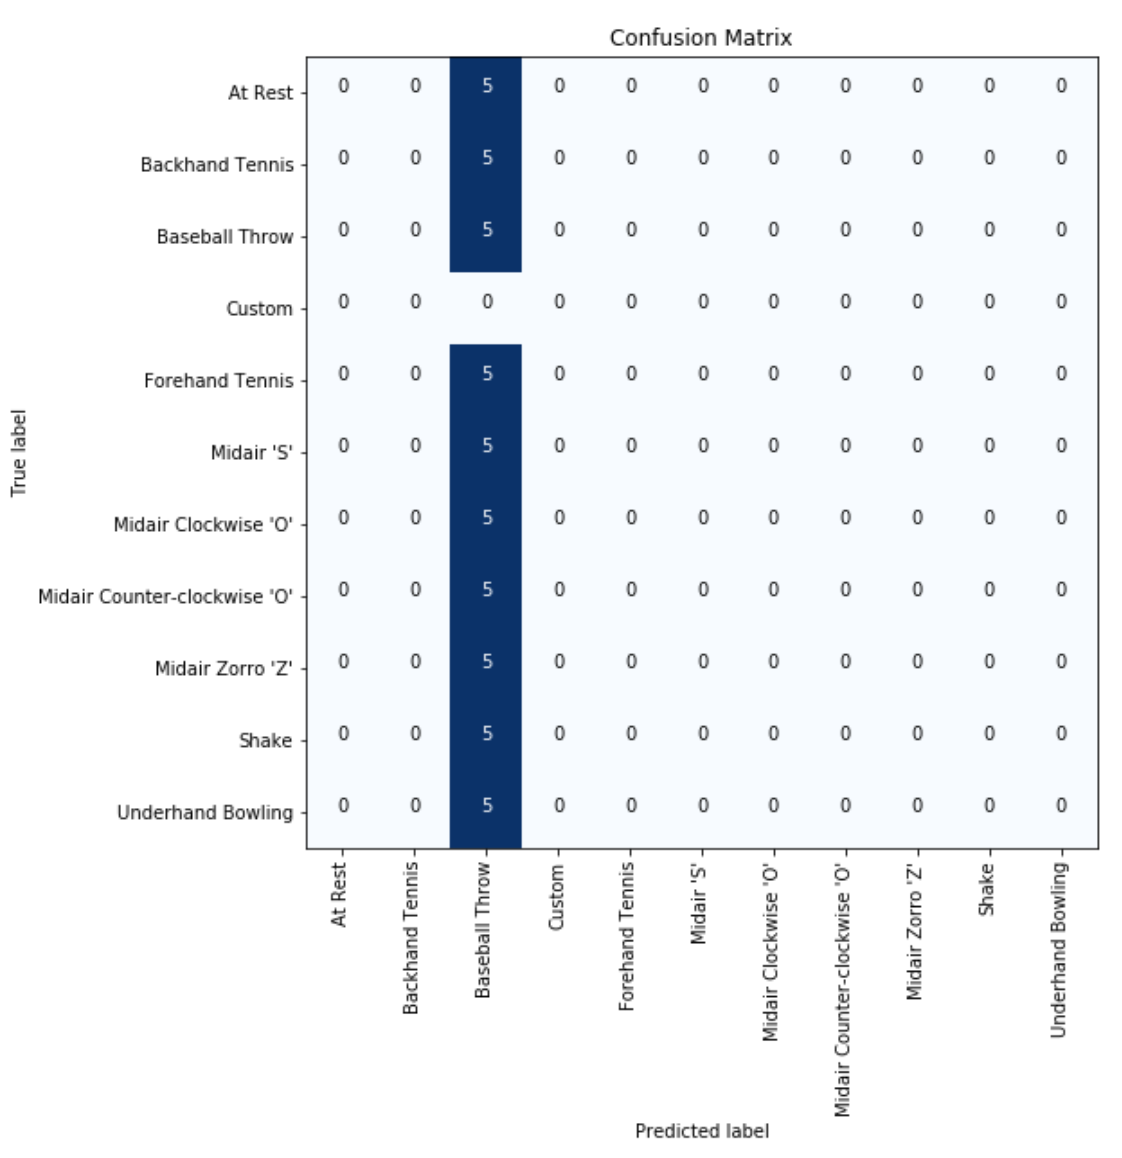 Confusion Matrix
True label
At Rest 0 0 5 0 0 0 0 0 0 0 0
Backhand Tennis 0 0 5 0 0 0 0 0 0 0 0
Baseball Throw 0 0 5 0 0 0 0 0 0 0 0
Custom 0 0 0 0 0 0 0 0 0 0 0
Forehand Tennis 0 0 5 0 0 0 0 0 0 0 0
Midair 'S' 0 0 5 0 0 0 0 0 0 0 0
Midair Clockwise 'O' 0 0 5 0 0 0 0 0 0 0 0
Midair Counter-clockwise 'O' 0 0 5 0 0 0 0 0 0 0 0
Midair Zorro 'Z' 0 0 5 0 0 0 0 0 0 0 0
Shake 0 0 5 0 0 0 0 0 0 0 0
Underhand Bowling 0 0 5 0 0 0 0 0 0 0 0
At Rest
Backhand Tennis
Baseball Throw
Custom
Forehand Tennis
Midair 'S'
Midair Clockwise 'O'
Midair Counter-clockwise 'O'
Midair Zorro 'Z'
Shake
Underhand Bowling
Predicted label